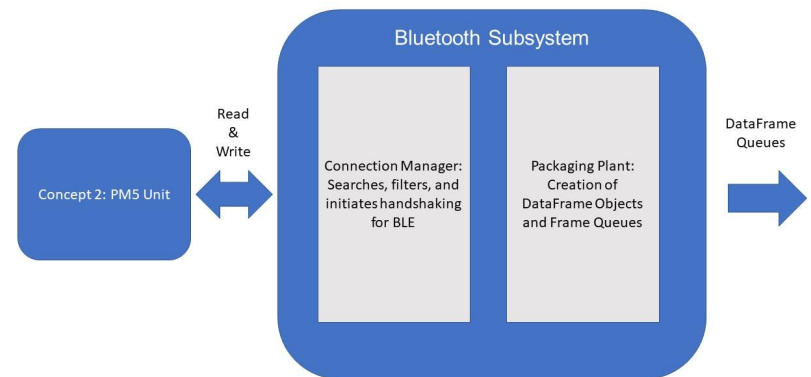 Bluetooth Subsystem
Read
&
Write
Concept 2: PM5 Unit
Connection Manager:
Searches, filters, and
initiates handshaking
for BLE
Packaging Plant:
Creation of
DataFrame Objects
and Frame Queues
DataFrame
Queues